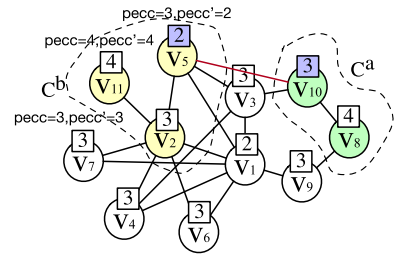 pecc=3,pecc'=2
2
V5
pecc=4,pecc'=4
4
V11
C^b
3
V3
3
V10
C^a
4
V8
pecc=3,pecc'=3
3
V7
3
V2
2
V1
3
V9
3
V4
3
V6